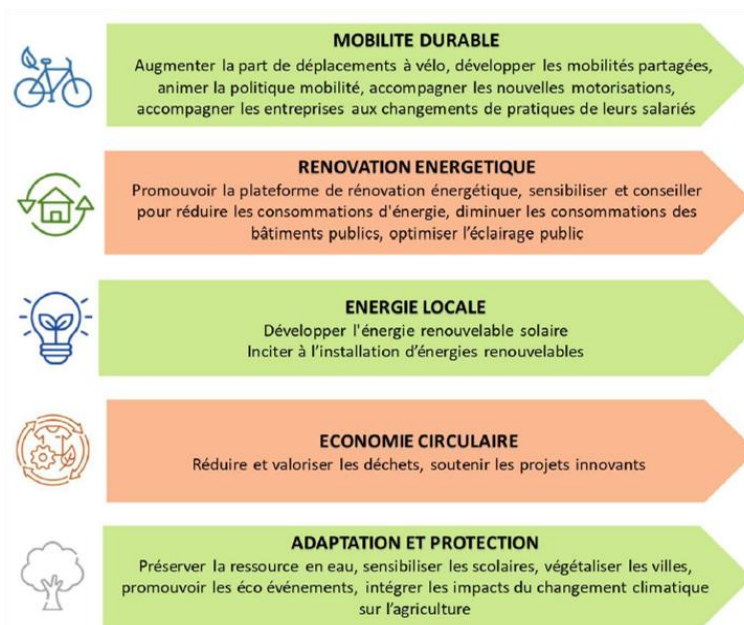 MOBILITE DURABLE
Augmenter la part de déplacements à vélo, développer les mobilités partagées,
animer la politique mobilité, accompagner les nouvelles motorisations,
accompagner les entreprises aux changements de pratiques de leurs salariés
RENOVATION ENERGETIQUE
Promouvoir la plateforme de rénovation énergétique, sensibiliser et conseiller
pour réduire les consommations d'énergie, diminuer les consommations des
bâtiments publics, optimiser l’éclairage public
ENERGIE LOCALE
Développer l'énergie renouvelable solaire
Inciter à l’installation d’énergies renouvelables
ECONOMIE CIRCULAIRE
Réduire et valoriser les déchets, soutenir les projets innovants
ADAPTATION ET PROTECTION
Préserver la ressource en eau, sensibiliser les scolaires, végétaliser les villes,
promouvoir les éco événements, intégrer les impacts du changement climatique
sur l’agriculture